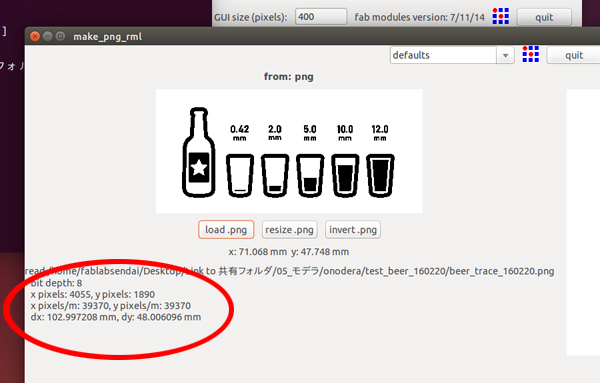 GUI size (pixels): 400 fab modules version: 7/11/14 quit
]
make_png_rml
フォル
defaults quit
from: png
0.42 2.0 5.0 10.0 12.0
mm mm mm mm mm
load .png resize .png invert .png
x: 71.068 mm y: 47.748 mm
read /home/fablabsendai/Desktop/Link to 共有フォルダ/05_モデラ/onodera/test_beer_160220/beer_trace_160220.png
bit depth: 8
x pixels: 4055, y pixels: 1890
x pixels/m: 39370, y pixels/m: 39370
dx: 102.997208 mm, dy: 48.006096 mm